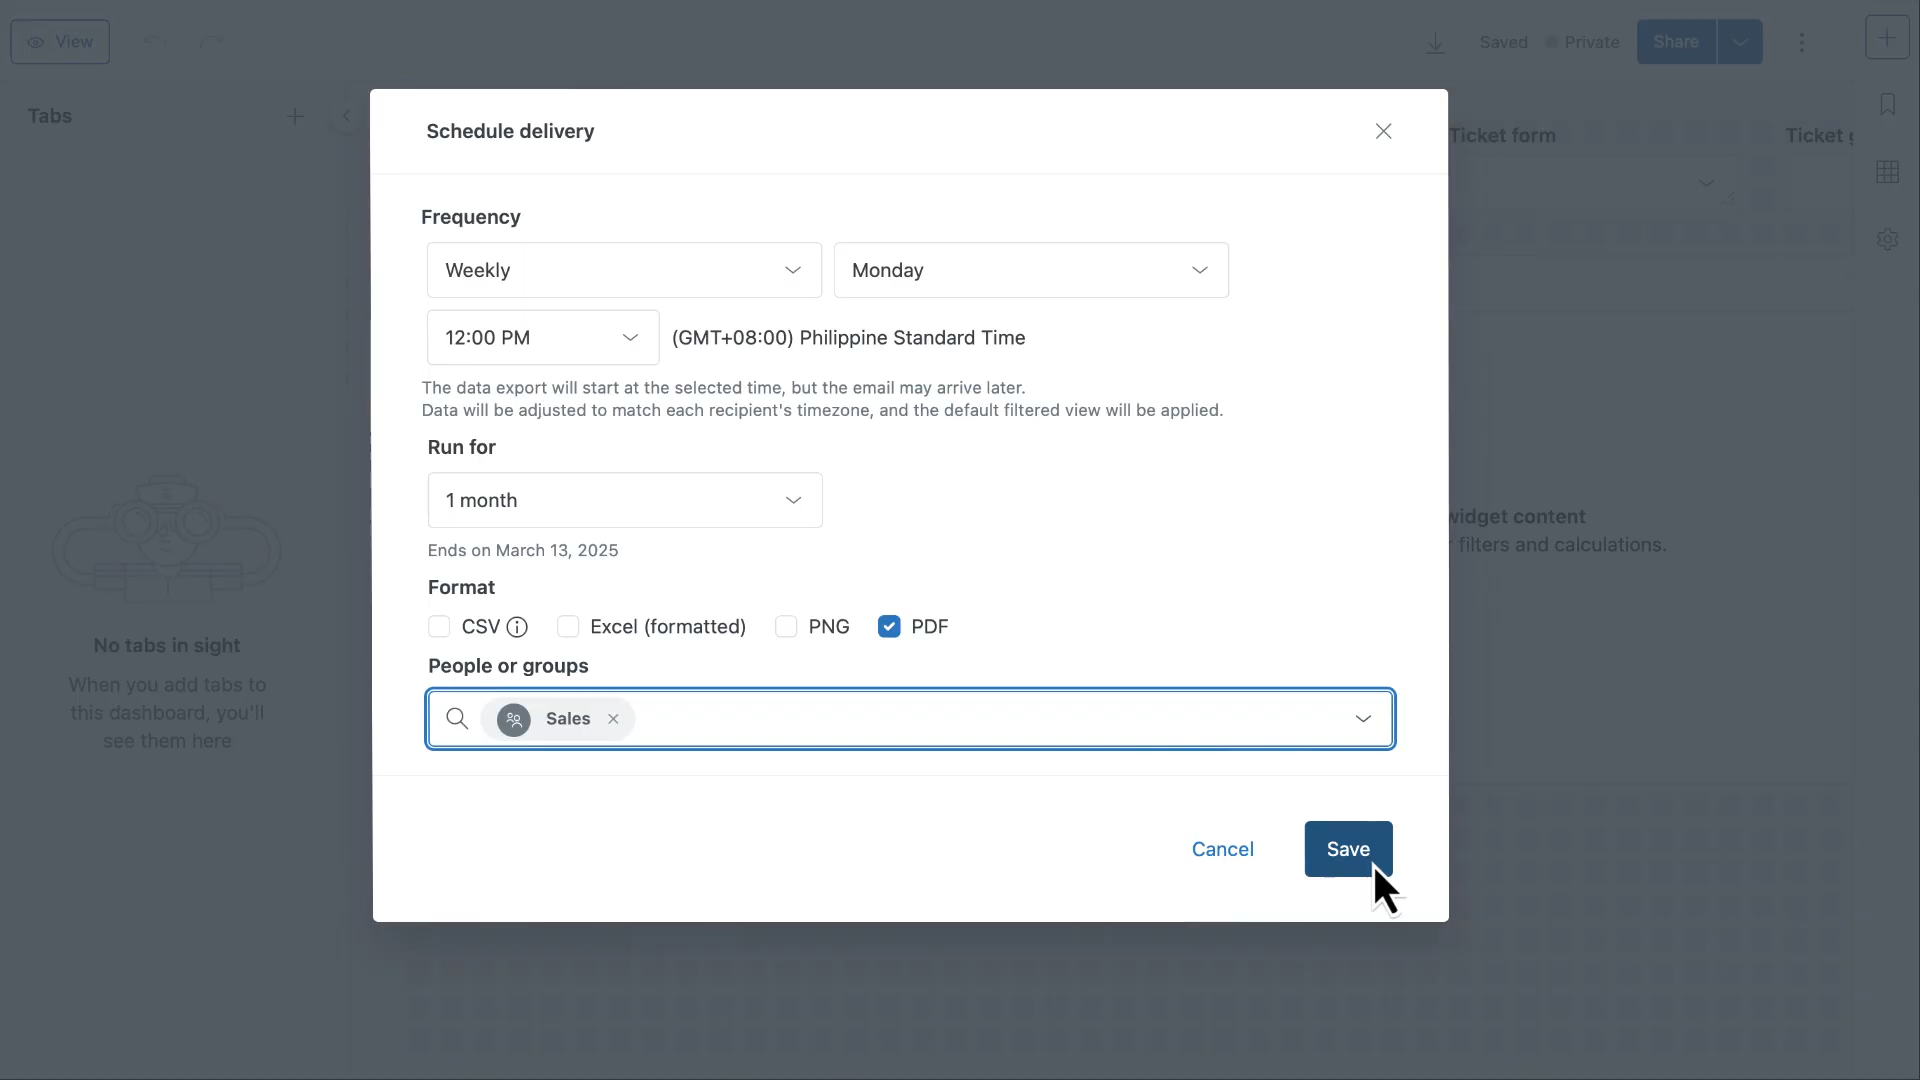 View
Saved
Private
Share
Tabs
Schedule delivery
Ticket form
Ticket
Frequency
Weekly
Monday
12:00 PM
(GMT+08:00) Philippine Standard Time
The data export will start at the selected time, but the email may arrive later.
Data will be adjusted to match each recipient's timezone, and the default filtered view will be applied.
Run for
1 month
Ends on March 13, 2025
widget content
filters and calculations.
Format
CSV
Excel (formatted)
PNG
PDF
No tabs in sight
When you add tabs to
this dashboard, you'll
see them here
People or groups
Sales
Cancel
Save